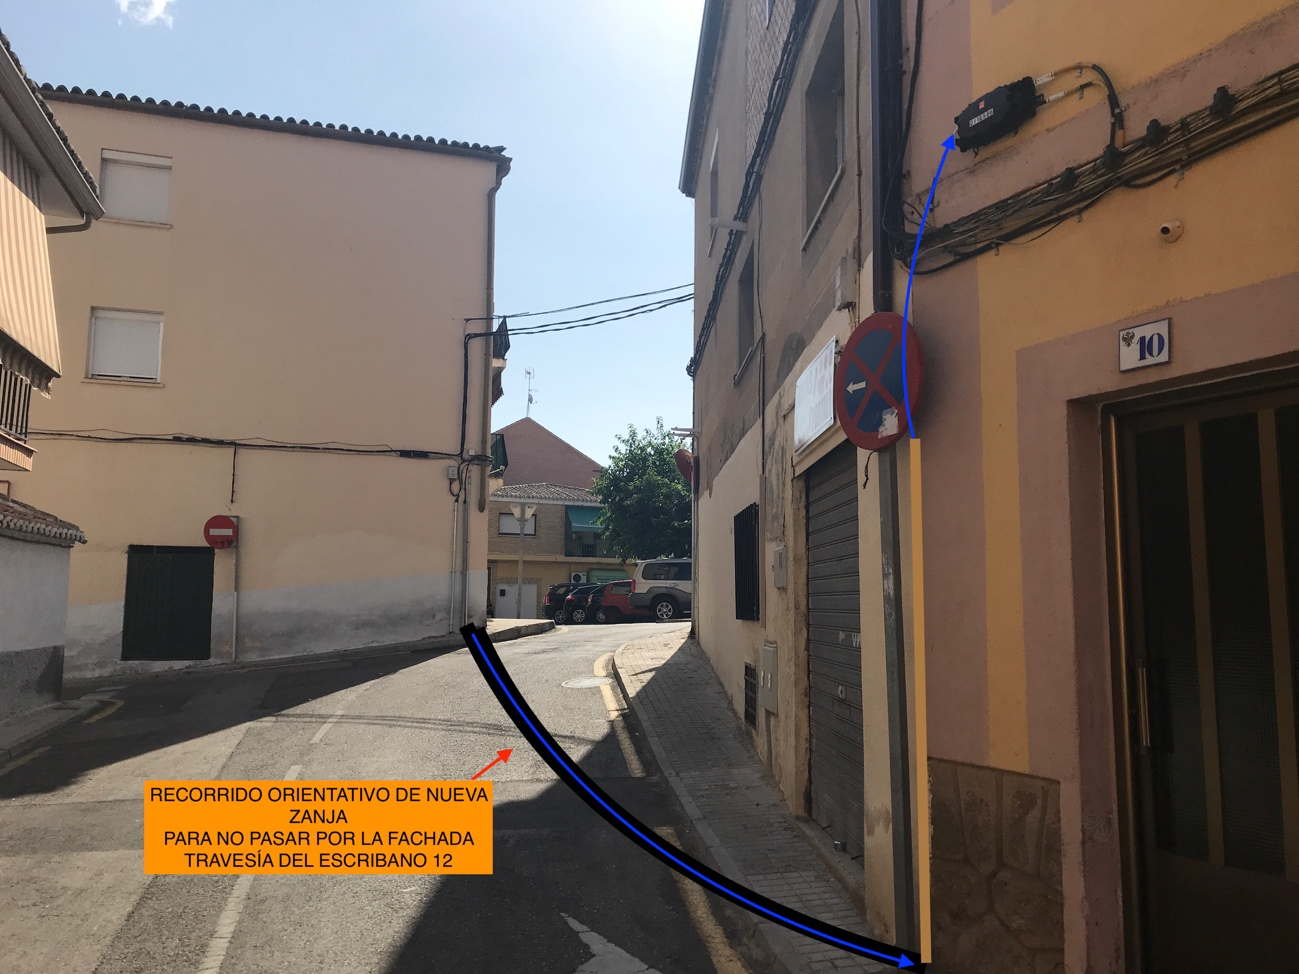 10
RECORRIDO ORIENTATIVO DE NUEVA
ZANJA
PARA NO PASAR POR LA FACHADA
TRAVESÍA DEL ESCRIBANO 12